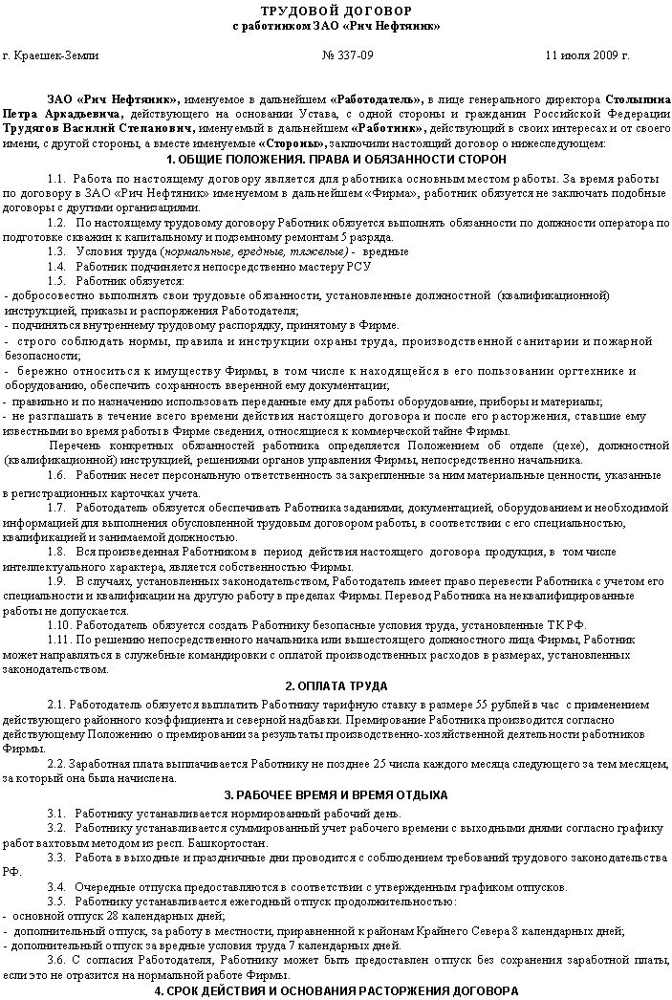 ТРУДОВОЙ ДОГОВОР
с работником ЗАО «Рич Нефтяник»
г. Краешек-Земли № 337-09 11 июля 2009 г.
ЗАО «Рич Нефтяник», именуемое в дальнейшем «Работодатель», в лице генерального директора Столыпина
Петра Аркадьевича, действующего на основании Устава, с одной стороны и гражданин Российской Федерации
Трудягов Василий Степанович, именуемый в дальнейшем «Работник», действующий в своих интересах и от своего
имени, с другой стороны, а вместе именуемые «Стороны», заключили настоящий договор о нижеследующем:
1. ОБЩИЕ ПОЛОЖЕНИЯ. ПРАВА И ОБЯЗАННОСТИ СТОРОН
1.1. Работа по настоящему договору является для работника основным местом работы. За время работы
по договору в ЗАО «Рич Нефтяник» именуемом в дальнейшем «Фирма», работник обязуется не заключать подобные
договоры с другими организациями.
1.2. По настоящему трудовому договору Работник обязуется выполнять обязанности по должности оператора по
подготовке скважин к капитальному и подземному ремонтам 5 разряда.
1.3. Условия труда (нормальные, вредные, тяжелые) - вредные
1.4. Работник подчиняется непосредственно мастеру РСУ
1.5. Работник обязуется:
- добросовестно выполнять свои трудовые обязанности, установленные должностной (квалификационной)
инструкцией, приказы и распоряжения Работодателя;
- подчиняться внутреннему трудовому распорядку, принятому в Фирме.
- строго соблюдать нормы, правила и инструкции охраны труда, производственной санитарии и пожарной
безопасности;
- бережно относиться к имуществу Фирмы, в том числе к находящейся в его пользовании оргтехнике и
оборудованию, обеспечить сохранность вверенной ему документации;
- правильно и по назначению использовать переданные ему для работы оборудование, приборы и материалы;
- не разглашать в течение всего времени действия настоящего договора и после его расторжения, ставшие ему
известными во время работы в Фирме сведения, относящиеся к коммерческой тайне Фирмы.
Перечень конкретных обязанностей работника определяется Положением об отделе (цехе), должностной
(квалификационной) инструкцией, решениями органов управления Фирмы, непосредственно начальника.
1.6. Работник несет персональную ответственность за закрепленные за ним материальные ценности, указанные
в регистрационных карточках учета.
1.7. Работодатель обязуется обеспечивать Работника заданиями, документацией, оборудованием и необходимой
информацией для выполнения обусловленной трудовым договором работы, в соответствии с его специальностью,
квалификацией и занимаемой должностью.
1.8. Вся произведенная Работником в период действия настоящего договора продукция, в том числе
интеллектуального характера, является собственностью Фирмы.
1.9. В случаях, установленных законодательством, Работодатель имеет право перевести Работника с учетом его
специальности и квалификации на другую работу в пределах Фирмы. Перевод Работника на неквалифицированные
работы не допускается.
1.10. Работодатель обязуется создать Работнику безопасные условия труда, установленные ТК РФ.
1.11. По решению непосредственного начальника или вышестоящего должностного лица Фирмы, Работник
может направляться в служебные командировки с оплатой производственных расходов в размерах, установленных
законодательством.
2. ОПЛАТА ТРУДА
2.1. Работодатель обязуется выплатить Работнику тарифную ставку в размере 55 рублей в час с применением
действующего районного коэффициента и северной надбавки. Премирование Работника производится согласно
действующему Положению о премировании за результаты производственно-хозяйственной деятельности работников
Фирмы.
2.2. Заработная плата выплачивается Работнику не позднее 25 числа каждого месяца следующего за тем месяцем,
за который она была начислена.
3. РАБОЧЕЕ ВРЕМЯ И ВРЕМЯ ОТДЫХА
3.1. Работнику устанавливается нормированный рабочий день.
3.2. Работнику устанавливается суммированный учет рабочего времени с выходными днями согласно графику
работ вахтовым методом из респ. Башкортостан.
3.3. Работа в выходные и праздничные дни проводится с соблюдением требований трудового законодательства
РФ.
3.4. Очередные отпуска предоставляются в соответствии с утвержденным графиком отпусков.
3.5. Работнику устанавливается ежегодный отпуск продолжительностью:
- основной отпуск 28 календарных дней;
- дополнительный отпуск, за работу в местности, приравненной к районам Крайнего Севера 8 календарных дней;
- дополнительный отпуск за вредные условия труда 7 календарных дней.
3.6. С согласия Работодателя, Работнику может быть предоставлен отпуск без сохранения заработной платы,
если это не отразится на нормальной работе Фирмы.
4. СРОК ДЕЙСТВИЯ И ОСНОВАНИЯ РАСТОРЖЕНИЯ ДОГОВОРА